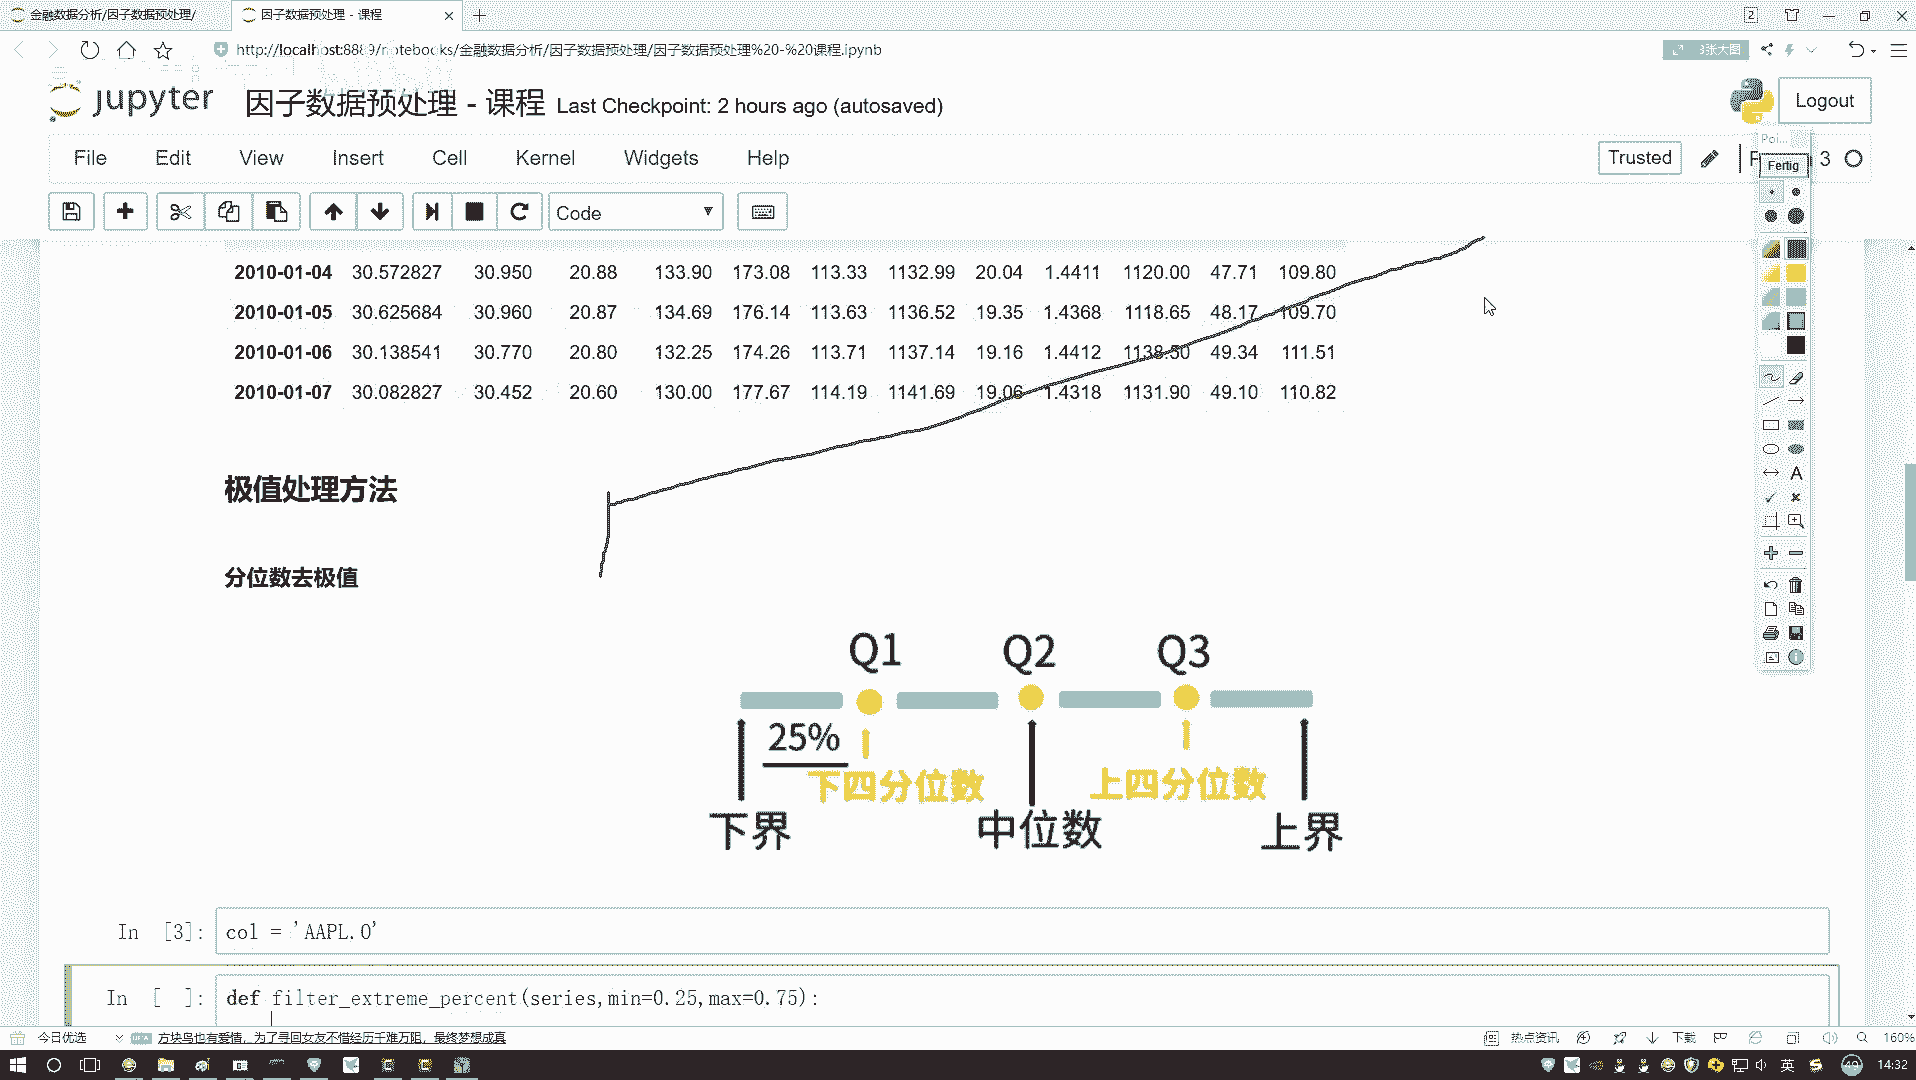 金融数据分析/因子数据预处理/
因子数据预处理 - 课程
2
http://localhost:8889/notebooks/金融数据分析/因子数据预处理/因子数据预处理%20-%20课程.ipynb
3张大图
jupyter
因子数据预处理 - 课程 Last Checkpoint: 2 hours ago (autosaved)
Logout
File Edit View Insert Cell Kernel Widgets Help
Trusted
3
Poi...
Fertig
Code
2010-01-04 30.572827 30.950 20.88 133.90 173.08 113.33 1132.99 20.04 1.4411 1120.00 47.71 109.80
2010-01-05 30.625684 30.960 20.87 134.69 176.14 113.63 1136.52 19.35 1.4368 1118.65 48.17 109.70
2010-01-06 30.138541 30.770 20.80 132.25 174.26 113.71 1137.14 19.16 1.4412 1138.50 49.34 111.51
2010-01-07 30.082827 30.452 20.60 130.00 177.67 114.19 1141.69 19.06 1.4318 1131.90 49.10 110.82
极值处理方法
分位数去极值
Q1 Q2 Q3
25%
下四分位数 上四分位数
下界 中位数 上界
In [3]: col = 'AAPL.O'
In [ ]: def filter_extreme_percent(series,min=0.25,max=0.75):
今日优选
方块鸟也有爱情，为了寻回女友不惜经历千难万阻，最终梦想成真
热点资讯
下载
160%
英
49
14:32